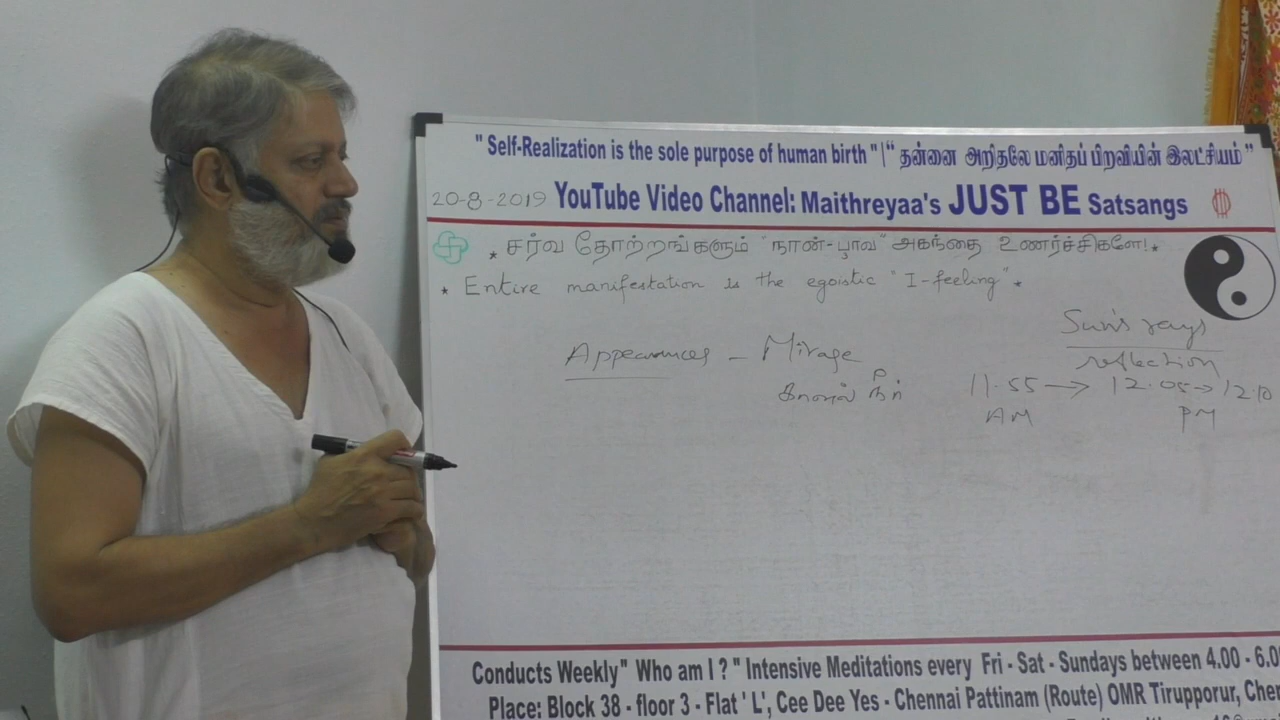 " Self-Realization is the sole purpose of human birth " | " தன்னை அறிதலே மனிதப் பிறவியின் இலட்சியம் "
20-8-2019 YouTube Video Channel: Maithreyaa's JUST BE Satsangs
* சர்வ தோற்றங்களும் "நான்-பாவ" அகந்தை உணர்ச்சிகளே! *
* Entire manifestation is the egoistic "I-feeling" *
Sun's rays
reflection
Appearances - Mirage
கானல் நீர்
11.55 → 12.05 → 12.10
AM PM
Conducts Weekly" Who am I ? " Intensive Meditations every Fri - Sat - Sundays between 4.00 - 6.0
Place: Block 38 - floor 3 - Flat ' L', Cee Dee Yes - Chennai Pattinam (Route) OMR Tirupporur, Chen